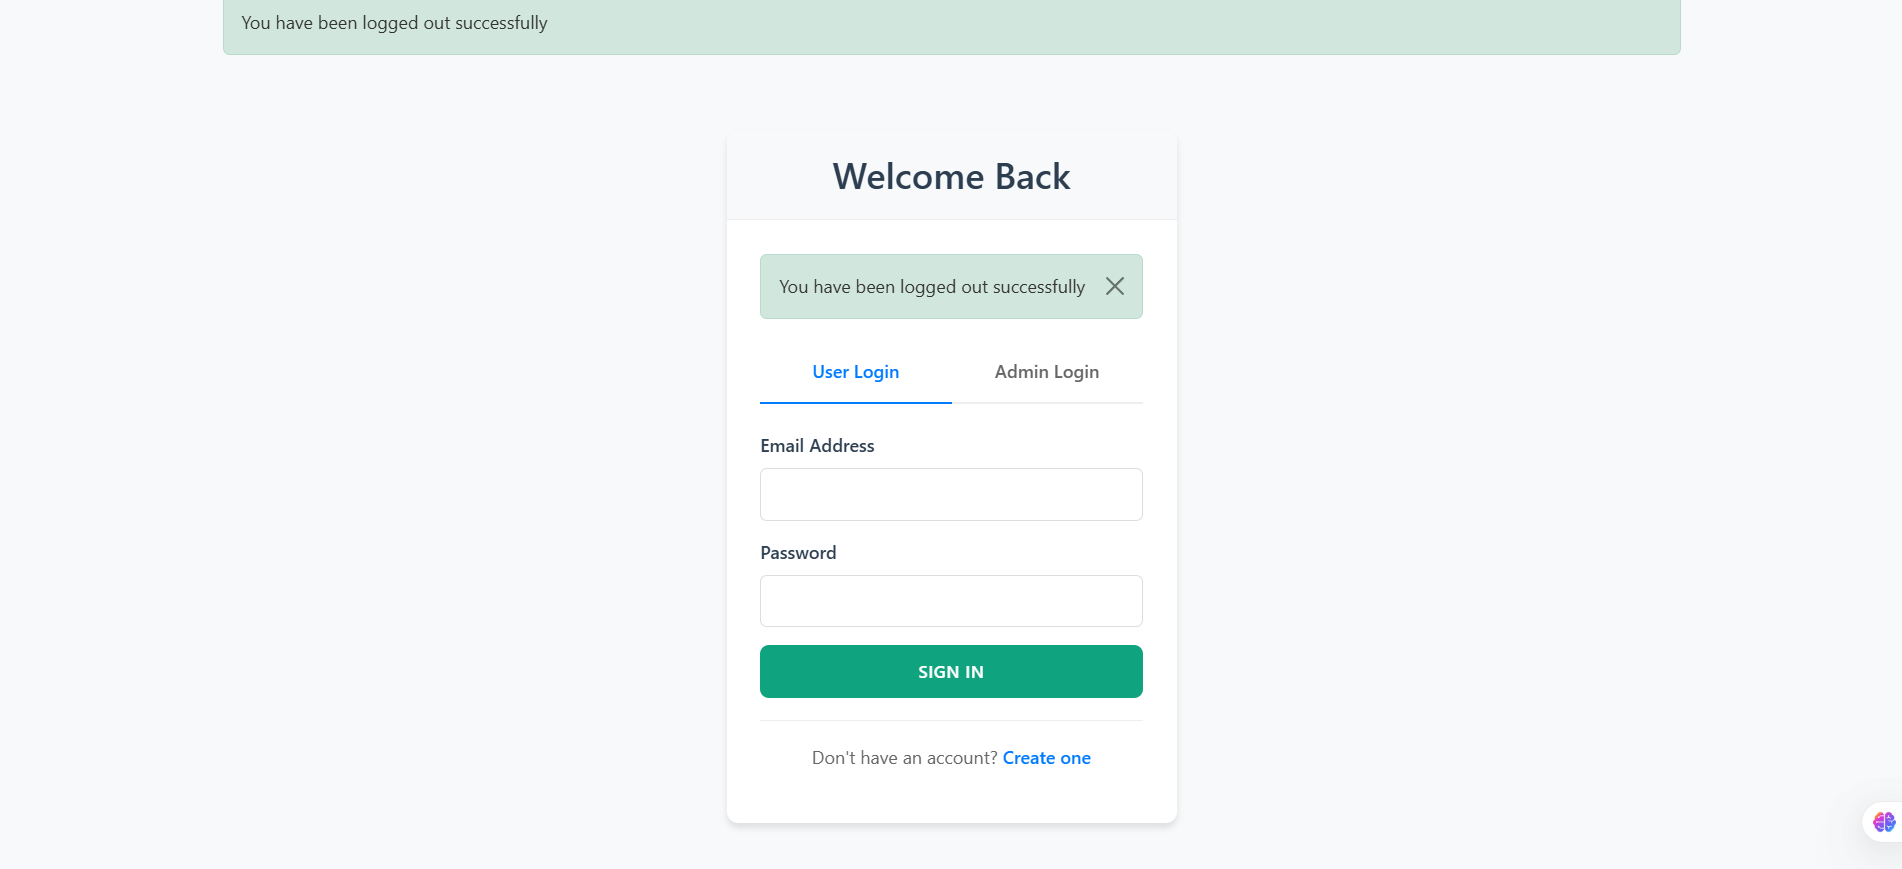 You have been logged out successfully
Welcome Back
You have been logged out successfully
User Login
Admin Login
Email Address
Password
SIGN IN
Don't have an account? Create one